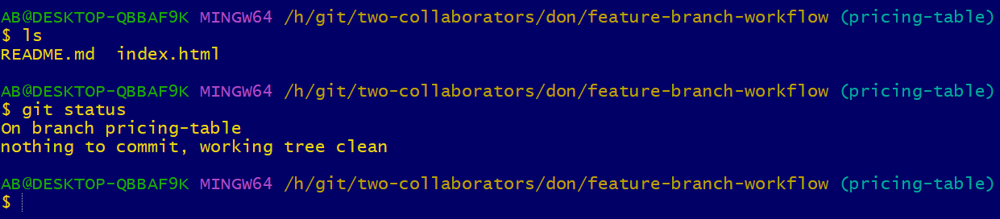 AB@DESKTOP-QBBAF9K MINGW64 /h/git/two-collaborators/don/feature-branch-workflow (pricing-table)
$ ls
README.md  index.html

AB@DESKTOP-QBBAF9K MINGW64 /h/git/two-collaborators/don/feature-branch-workflow (pricing-table)
$ git status
On branch pricing-table
nothing to commit, working tree clean

AB@DESKTOP-QBBAF9K MINGW64 /h/git/two-collaborators/don/feature-branch-workflow (pricing-table)
$